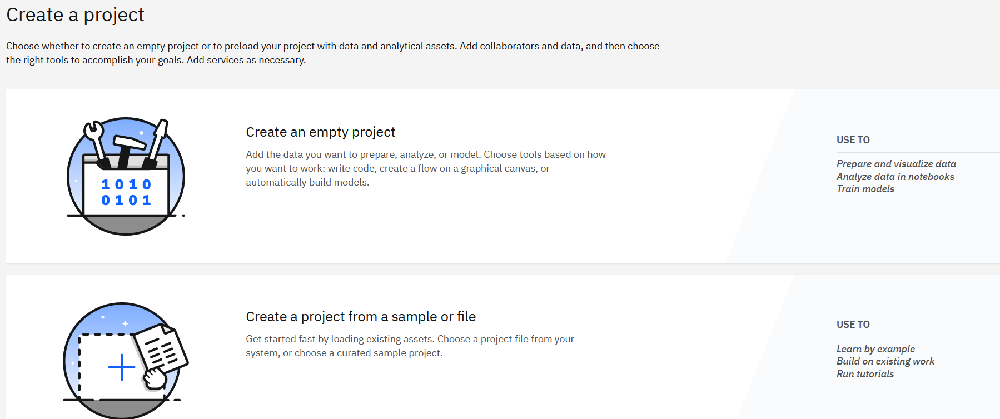 Create a project
Choose whether to create an empty project or to preload your project with data and analytical assets. Add collaborators and data, and then choose
the right tools to accomplish your goals. Add services as necessary.
1 0 1 0
0 1 0 1
Create an empty project
Add the data you want to prepare, analyze, or model. Choose tools based on how
you want to work: write code, create a flow on a graphical canvas, or
automatically build models.
USE TO
Prepare and visualize data
Analyze data in notebooks
Train models
Create a project from a sample or file
Get started fast by loading existing assets. Choose a project file from your
system, or choose a curated sample project.
USE TO
Learn by example
Build on existing work
Run tutorials